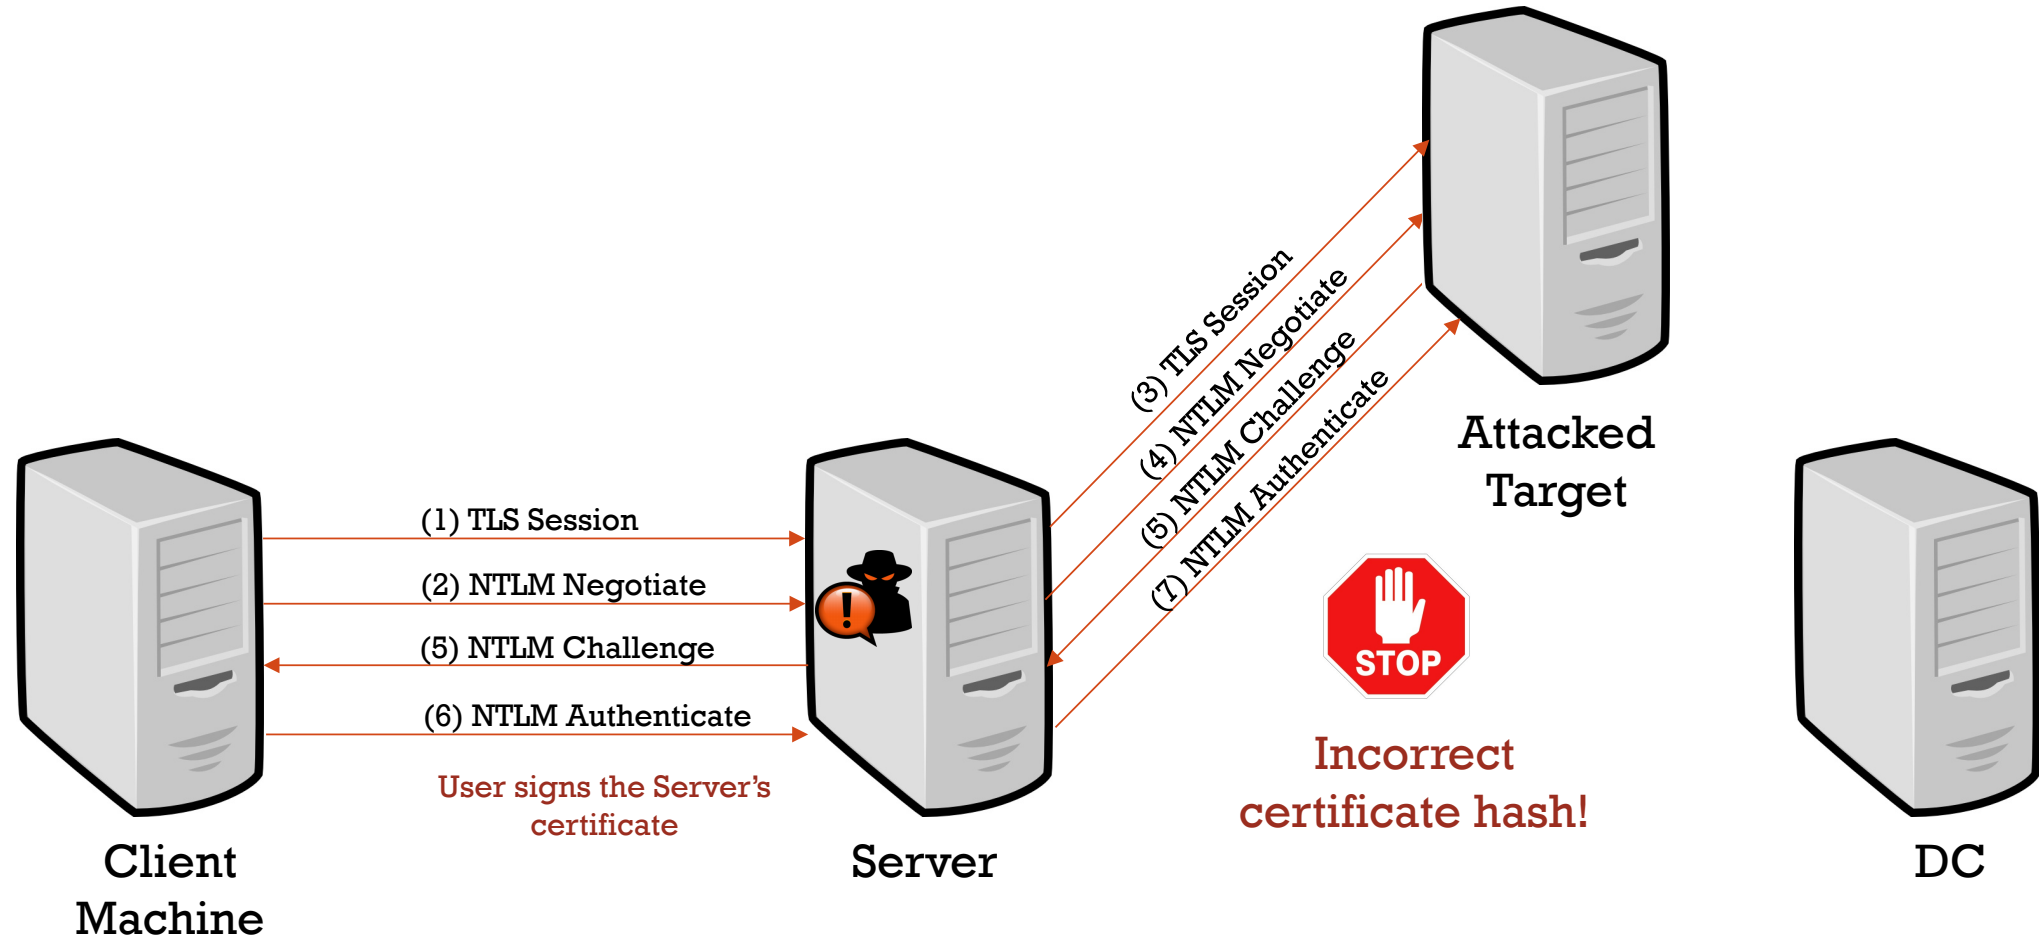 (1) TLS Session
(2) NTLM Negotiate
(5) NTLM Challenge
(6) NTLM Authenticate
User signs the Server's
certificate
Client
Machine
Server
(3) TLS Session
(4) NTLM Negotiate
(5) NTLM Challenge
(7) NTLM Authenticate
Attacked
Target
STOP
Incorrect
certificate hash!
DC
!